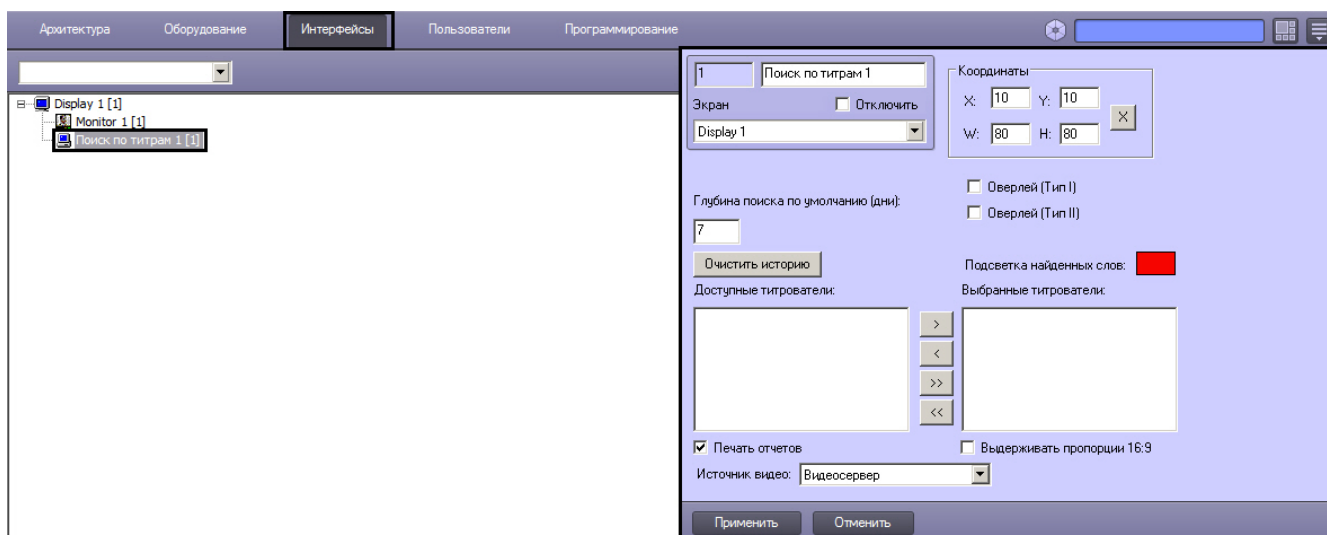 Архитектура Оборудование Интерфейсы Пользователи Программирование
Display 1 [1]
Monitor 1 [1]
Поиск по титрам 1 [1]
1 Поиск по титрам 1
Экран Отключить
Display 1
Координаты
X: 10 Y: 10
X
W: 80 H: 80
Оверлей (Тип I)
Глубина поиска по умолчанию (дни):
Оверлей (Тип II)
7
Очистить историю Подсветка найденных слов:
Доступные титрователи: Выбранные титрователи:
>
<
>>
<<
Печать отчетов Выдерживать пропорции 16:9
Источник видео: Видеосервер
Применить Отменить